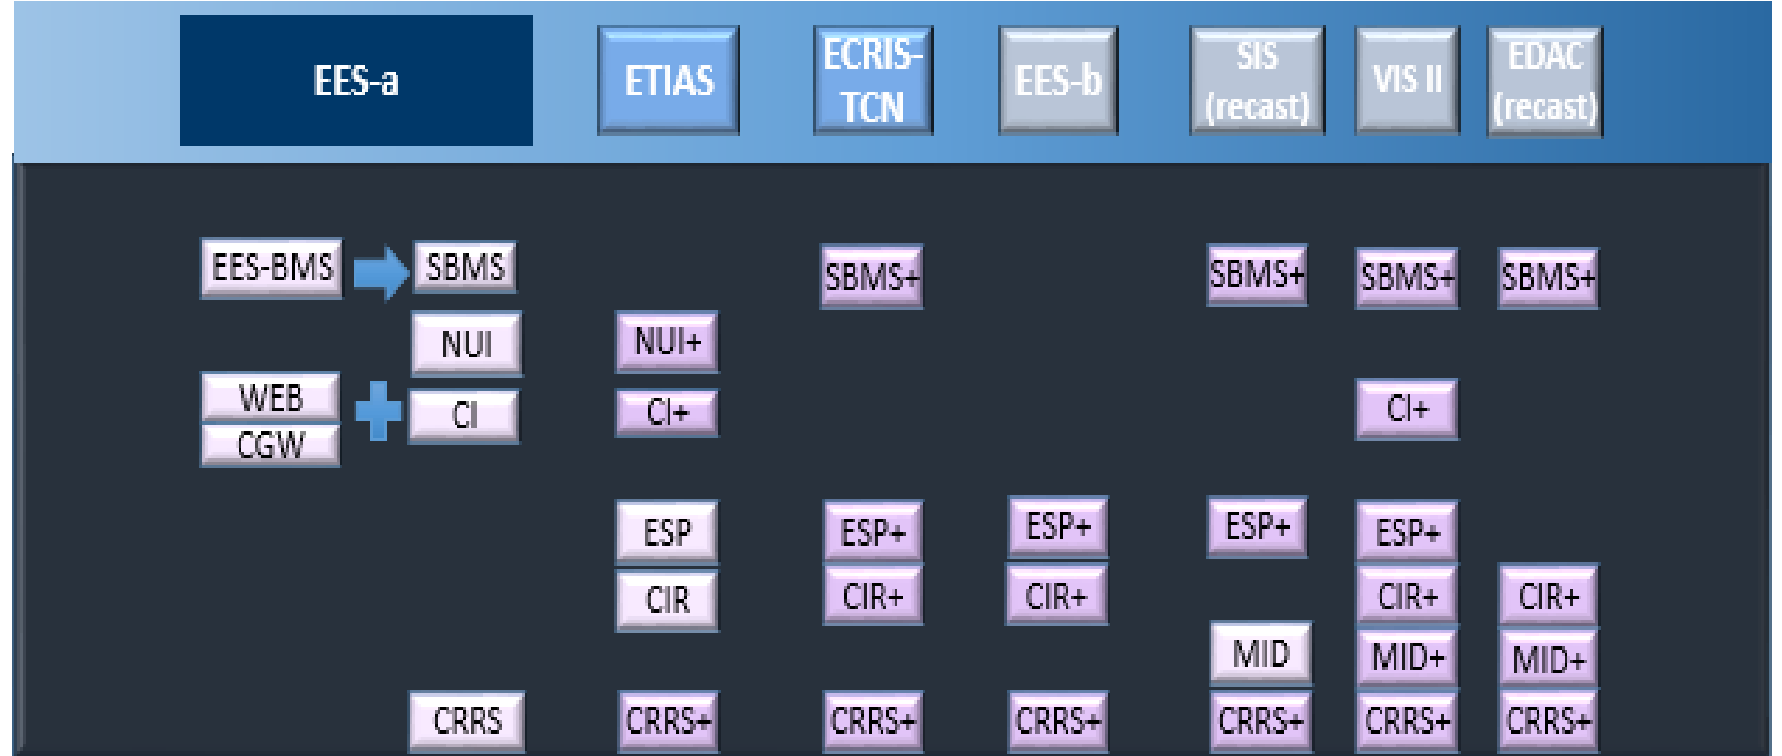 EES-a
ETIAS
ECRIS-
TCN
EES-b
SIS
(recast)
VIS II
EDAC
(recast)
EES-BMS
SBMS
SBMS+
SBMS+
SBMS+
SBMS+
NUI
NUI+
WEB
CGW
CI
CI+
CI+
ESP
ESP+
ESP+
ESP+
ESP+
CIR
CIR+
CIR+
CIR+
CIR+
MID
MID+
MID+
CRRS
CRRS+
CRRS+
CRRS+
CRRS+
CRRS+
CRRS+